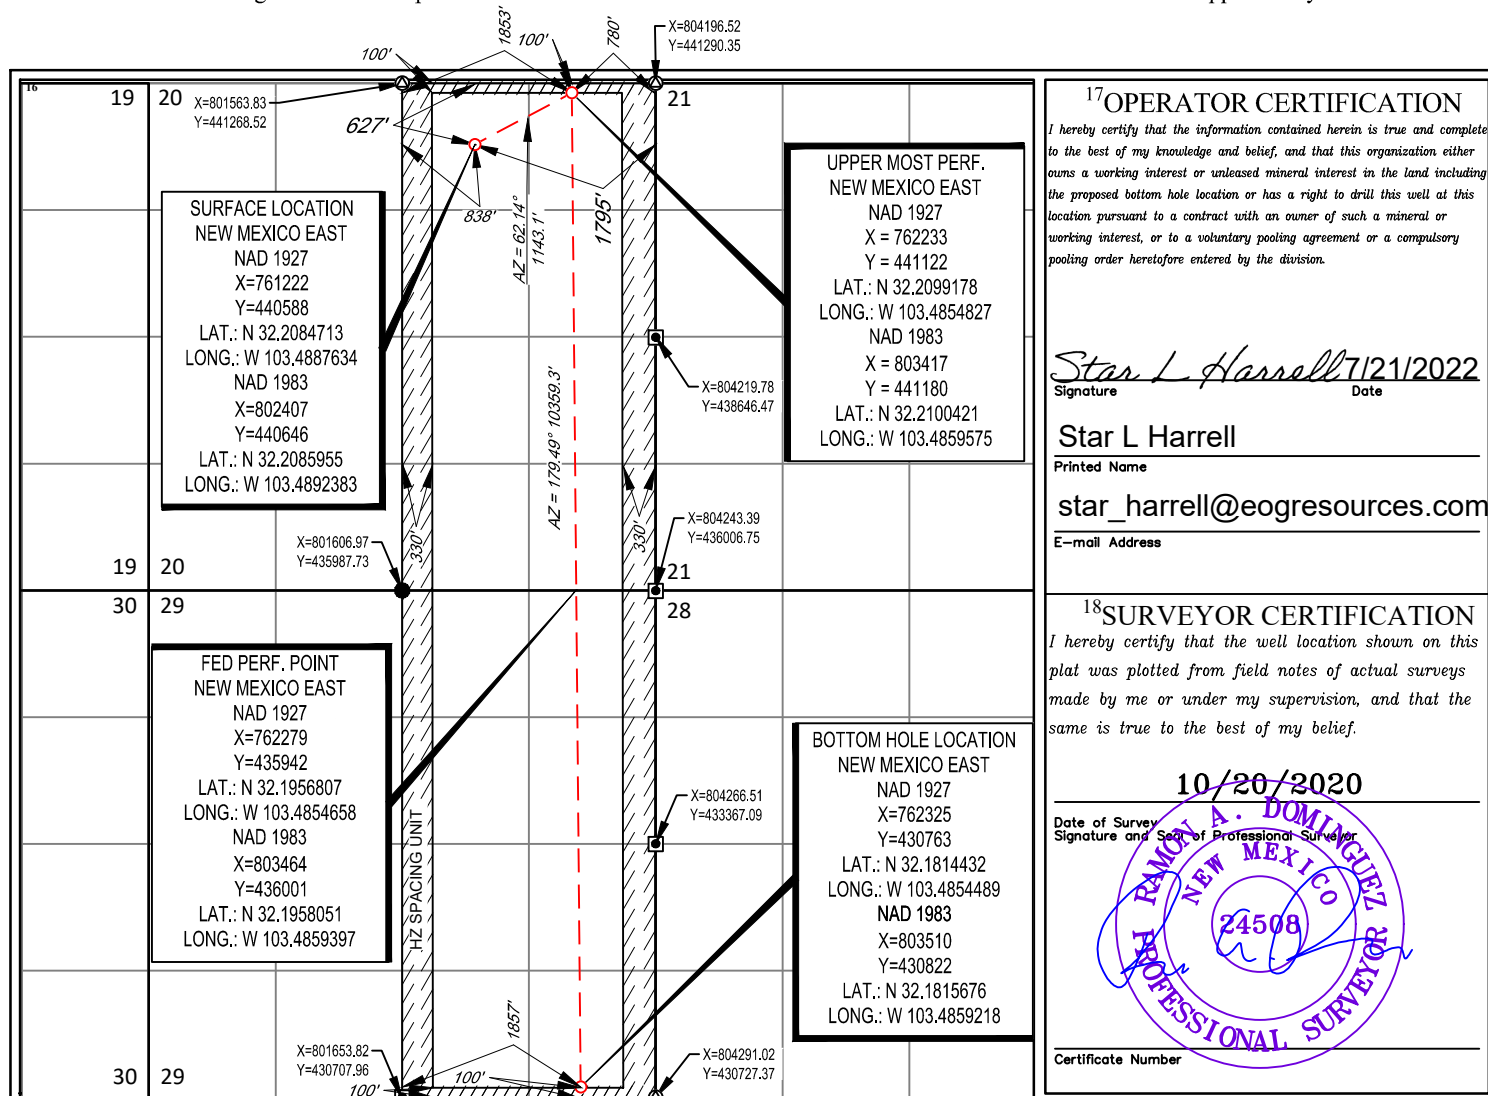 1853'
100'
780'
X=804196.52
Y=441290.35
100'
16
19
20
X=801563.83
Y=441268.52
21
627'
838'
1795'
AZ = 62.14°
1143.1'
SURFACE LOCATION
NEW MEXICO EAST
NAD 1927
X=761222
Y=440588
LAT.: N 32.2084713
LONG.: W 103.4887634
NAD 1983
X=802407
Y=440646
LAT.: N 32.2085955
LONG.: W 103.4892383
UPPER MOST PERF.
NEW MEXICO EAST
NAD 1927
X = 762233
Y = 441122
LAT.: N 32.2099178
LONG.: W 103.4854827
NAD 1983
X = 803417
Y = 441180
LAT.: N 32.2100421
LONG.: W 103.4859575
X=804219.78
Y=438646.47
AZ = 179.49° 10359.3'
330'
330'
X=804243.39
Y=436006.75
X=801606.97
Y=435987.73
19
20
21
30
29
28
FED PERF. POINT
NEW MEXICO EAST
NAD 1927
X=762279
Y=435942
LAT.: N 32.1956807
LONG.: W 103.4854658
NAD 1983
X=803464
Y=436001
LAT.: N 32.1958051
LONG.: W 103.4859397
HZ SPACING UNIT
X=804266.51
Y=433367.09
BOTTOM HOLE LOCATION
NEW MEXICO EAST
NAD 1927
X=762325
Y=430763
LAT.: N 32.1814432
LONG.: W 103.4854489
NAD 1983
X=803510
Y=430822
LAT.: N 32.1815676
LONG.: W 103.4859218
1857'
X=801653.82
Y=430707.96
100'
100'
X=804291.02
Y=430727.37
30
29
17OPERATOR CERTIFICATION
I hereby certify that the information contained herein is true and complete
to the best of my knowledge and belief, and that this organization either
owns a working interest or unleased mineral interest in the land including
the proposed bottom hole location or has a right to drill this well at this
location pursuant to a contract with an owner of such a mineral or
working interest, or to a voluntary pooling agreement or a compulsory
pooling order heretofore entered by the division.
Star L Harrell 7/21/2022
Signature Date
Star L Harrell
Printed Name
star_harrell@eogresources.com
E-mail Address
18SURVEYOR CERTIFICATION
I hereby certify that the well location shown on this
plat was plotted from field notes of actual surveys
made by me or under my supervision, and that the
same is true to the best of my belief.
10/20/2020
Date of Survey
Signature and Seal of Professional Surveyor
RAMON A. DOMINGUEZ
NEW MEXICO
24508
PROFESSIONAL SURVEYOR
Certificate Number